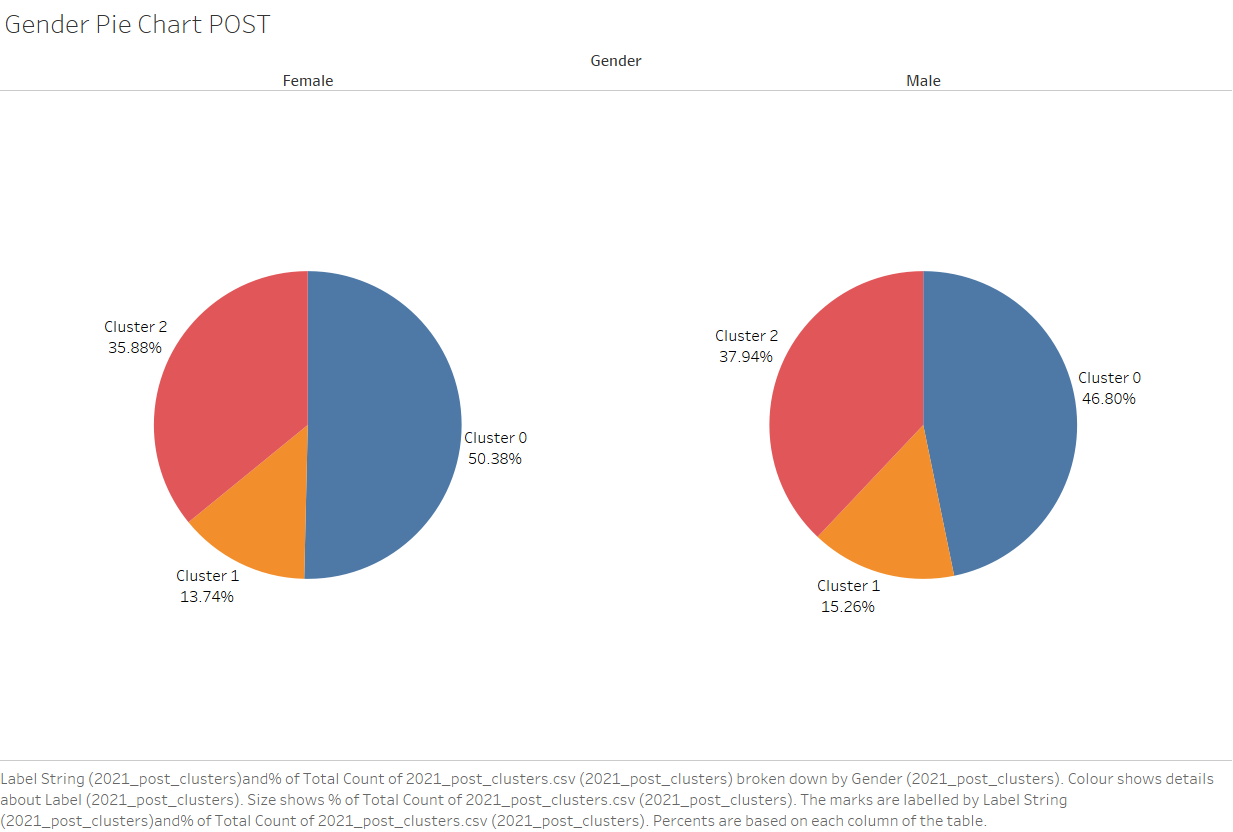 Gender Pie Chart POST
Gender
Female
Male
Cluster 2
35.88%
Cluster 0
50.38%
Cluster 1
13.74%
Cluster 2
37.94%
Cluster 0
46.80%
Cluster 1
15.26%
Label String (2021_post_clusters)and% of Total Count of 2021_post_clusters.csv (2021_post_clusters) broken down by Gender (2021_post_clusters). Colour shows details
about Label (2021_post_clusters). Size shows % of Total Count of 2021_post_clusters.csv (2021_post_clusters). The marks are labelled by Label String
(2021_post_clusters)and% of Total Count of 2021_post_clusters.csv (2021_post_clusters). Percents are based on each column of the table.